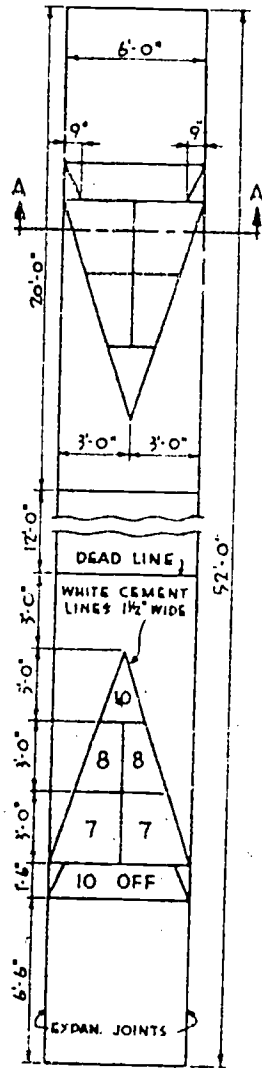 6'-0"
9"
9"
A
A
20'-0"
3'-0"
3'-0"
12'-0"
52'-0"
DEAD LINE
3'-0"
WHITE CEMENT
LINES 1½" WIDE
3'-0"
10
3'-0"
8
8
3'-0"
7
7
1'-6"
10 OFF
6'-6"
EXPAN. JOINTS